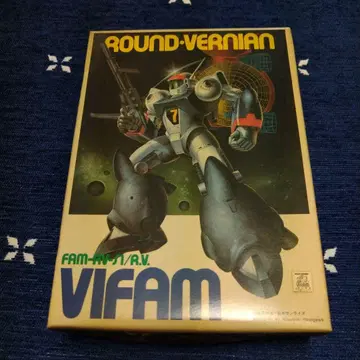 ROUND-VERNIAN
7
FAM-RV-S1/R.V.
VIFAM